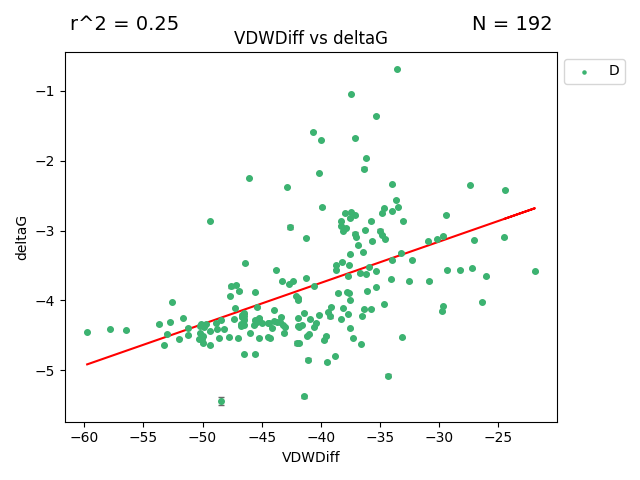 r^2 = 0.25 N = 192
VDWDiff vs deltaG
D
−1
−2
−3
−4
−5
deltaG
−60 −55 −50 −45 −40 −35 −30 −25
VDWDiff